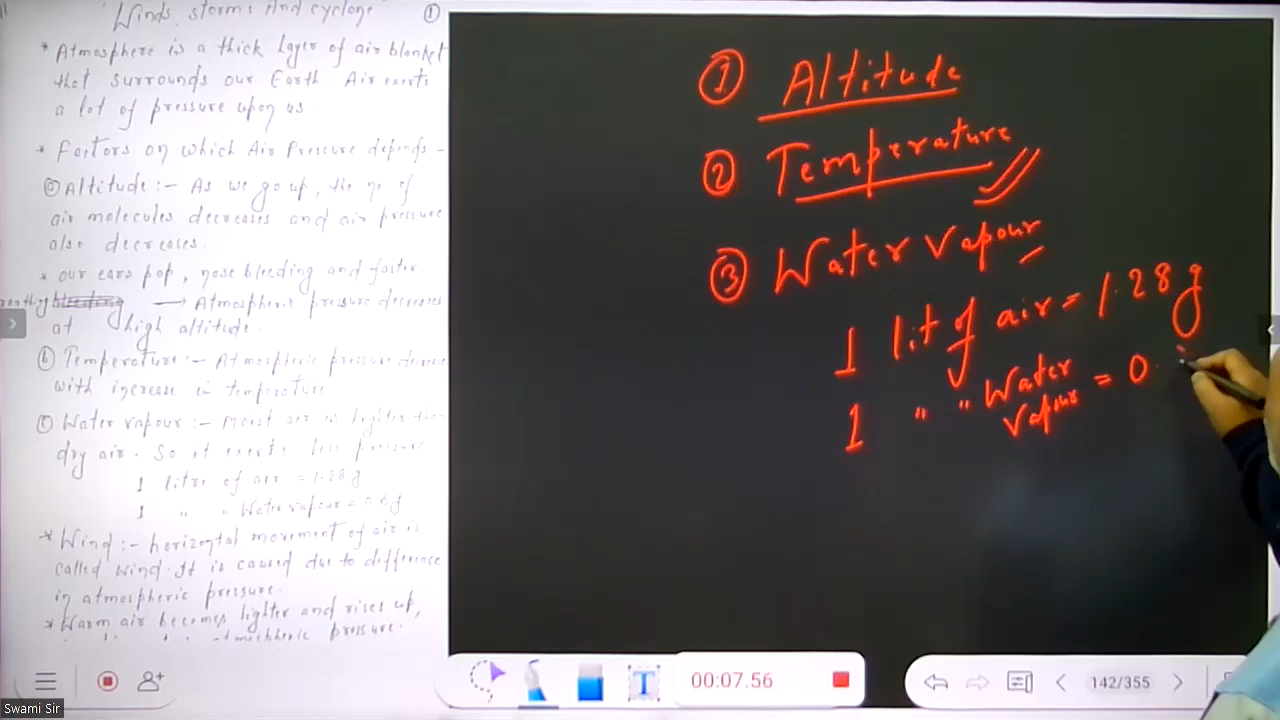 Winds, storms And cyclone ①
* Atmosphere is a thick layer of air blanket
that surrounds our Earth. Air exerts
a lot of pressure upon us
* Factors on which Air Pressure depends -
ⓐ Altitude :- As we go up, the no of
air molecules decreases and air pressure
also decreases.
* our ears pop, nose bleeding and faster
→ Atmospheric pressure decreases
at high altitude.
ⓑ Temperature :- Atmospheric pressure
with increase in temperature
Water vapour :- Moist air is lighter
dry air. So it exerts less pressure
1 litre of air = 1.28 g
1 " " Water vapour = 0.8 g
* Wind :- horizontal movement of air is
called wind. It is caused due to difference
in atmospheric pressure.
* Warm air becomes lighter and rises up,
atmospheric pressure.
① Altitude
② Temperature
③ Water vapour
1 lit of air = 1.28 g
1 " " Water = 0.
vapour
T
00:07.56
142/355
Swami Sir